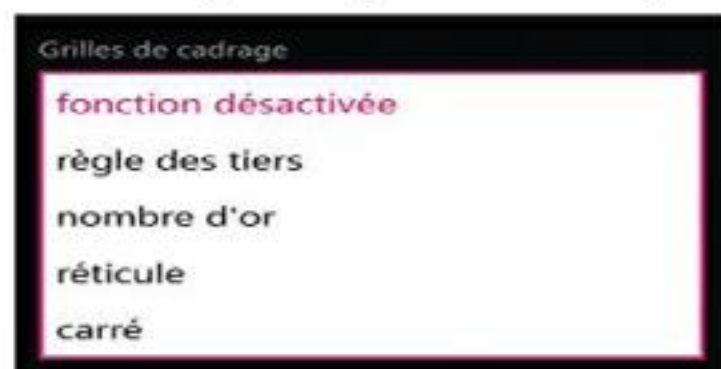 Grilles de cadrage
fonction désactivée
règle des tiers
nombre d'or
réticule
carré